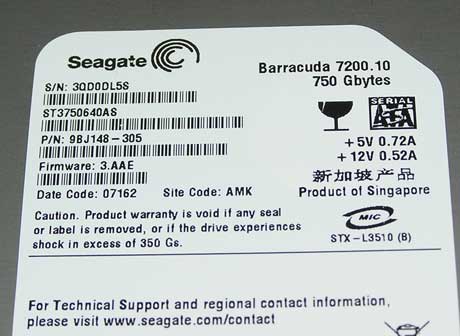 Seagate
Barracuda 7200.10
750 Gbytes
S/N: 3QD0DL5S
ST3750640AS
P/N: 9BJ148-305
Firmware: 3.AAE
Date Code: 07162 Site Code: AMK
SERIAL
ATA
+5V 0.72A
+12V 0.52A
新加坡产品
Product of Singapore
Caution. Product warranty is void if any seal
or label is removed, or if the drive experiences
shock in excess of 350 Gs.
MIC
STX-L3510 (B)
For Technical Support and regional contact information,
please visit www.seagate.com/contact